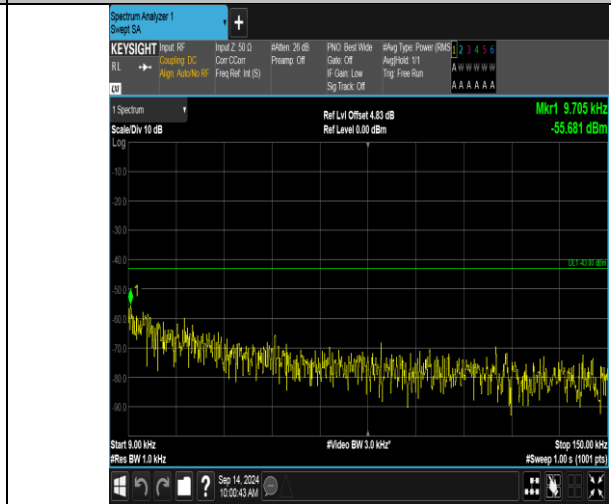 Spectrum Analyzer 1
Swept SA
+
KEYSIGHT Input: RF Input Z: 50 Ω #Atten: 26 dB PNO: Best Wide #Avg Type: Power (RMS 1 2 3 4 5 6
RL Coupling: DC Corr CCorr Preamp: Off Gate: Off Avg|Hold: 1/1 A W W W W W
Align: Auto/No RF Freq Ref: Int (S) IF Gain: Low Trig: Free Run
Sig Track: Off A A A A A A
LXI
1 Spectrum Ref Lvl Offset 4.83 dB Mkr1 9.705 kHz
Scale/Div 10 dB Ref Level 0.00 dBm -55.681 dBm
Log
-10.0
-20.0
-30.0
-40.0
DL1 -43.00 dBm
-50.0
1
-60.0
-70.0
-80.0
-90.0
Start 9.00 kHz #Video BW 3.0 kHz* Stop 150.00 kHz
#Res BW 1.0 kHz #Sweep 1.00 s (1001 pts)
? Sep 14, 2024
10:00:43 AM